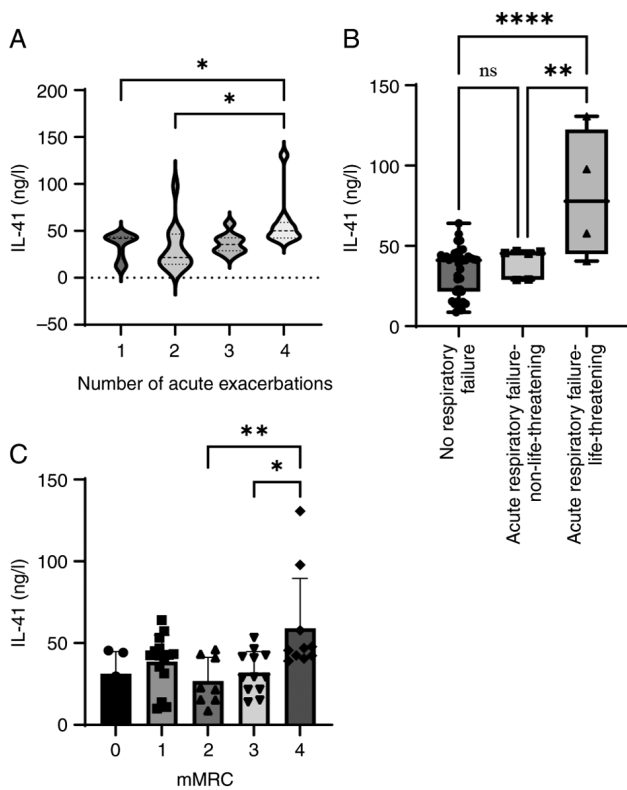 A
*
*
200
150
100
50
0
–50
IL-41 (ng/l)
1 2 3 4
Number of acute exacerbations
B
****
ns **
150
100
50
0
IL-41 (ng/l)
No respiratory
failure
Acute respiratory failure-
non-life-threatening
Acute respiratory failure-
life-threatening
C
**
*
150
100
50
0
IL-41 (ng/l)
0 1 2 3 4
mMRC